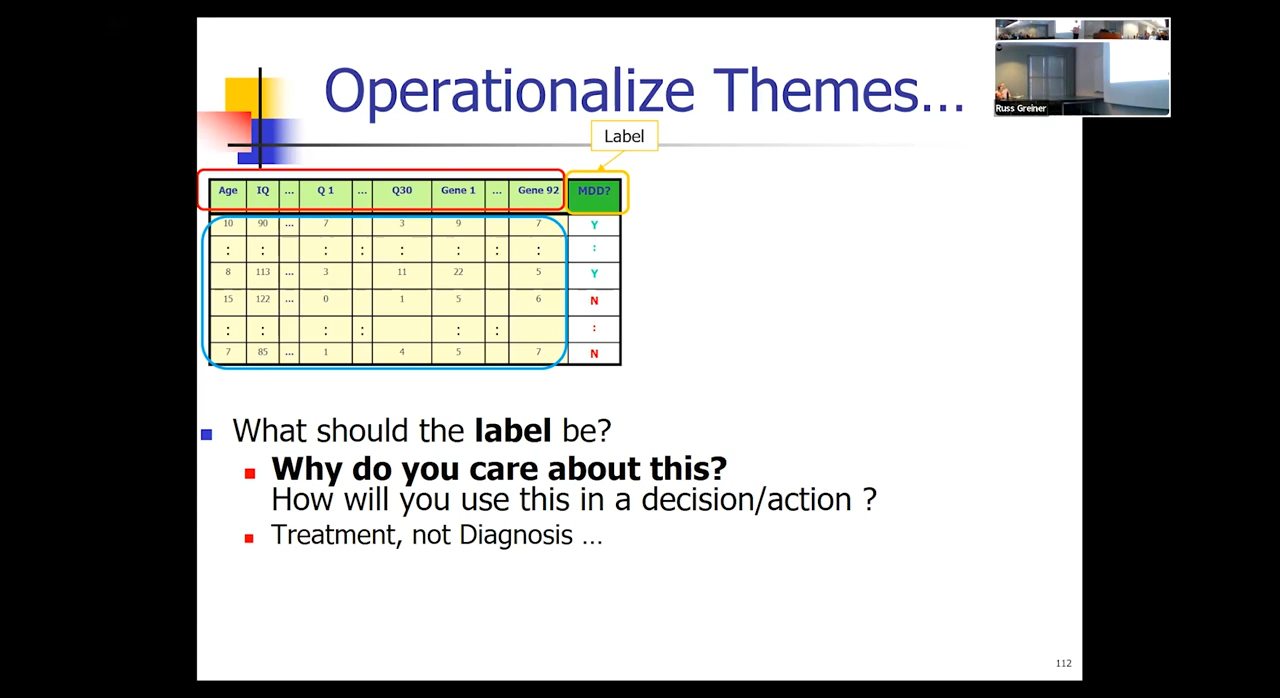 Operationalize Themes...
Label
Age IQ ... Q 1 ... Q30 Gene 1 ... Gene 92 MDD?
10 90 ... 7 3 9 7 Y
: : : : : : : : :
8 113 ... 3 11 22 5 Y
15 122 ... 0 1 5 6 N
: : : : : : :
7 85 ... 1 4 5 7 N
What should the label be?
Why do you care about this?
How will you use this in a decision/action ?
Treatment, not Diagnosis ...
112
Russ Greiner